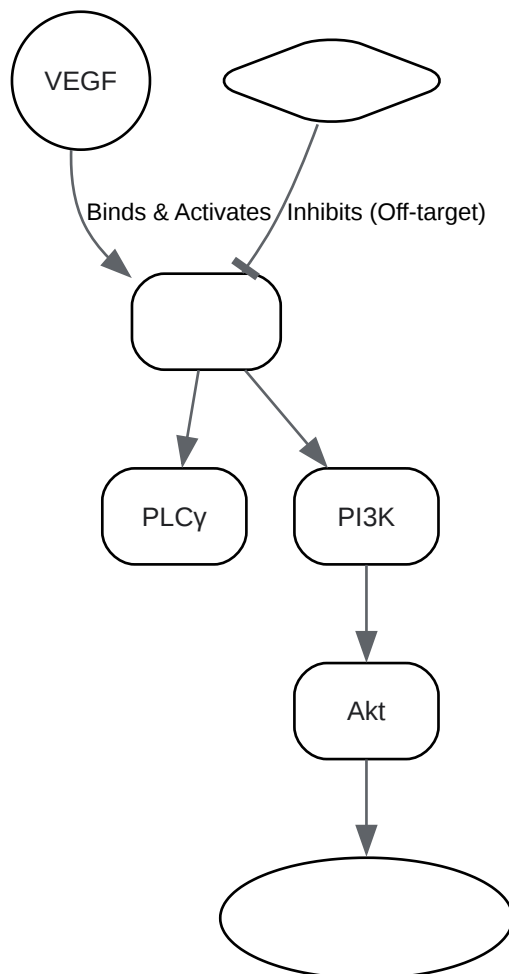 VEGF
Binds & Activates
Inhibits (Off-target)
PLCγ
PI3K
Akt